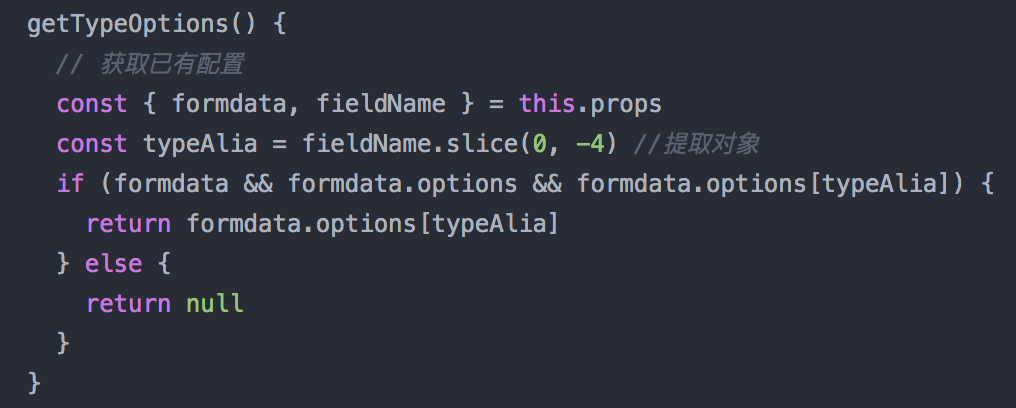 getTypeOptions() {
// 获取已有配置
const { formdata, fieldName } = this.props
const typeAlia = fieldName.slice(0, -4) //提取对象
if (formdata && formdata.options && formdata.options[typeAlia]) {
return formdata.options[typeAlia]
} else {
return null
}
}